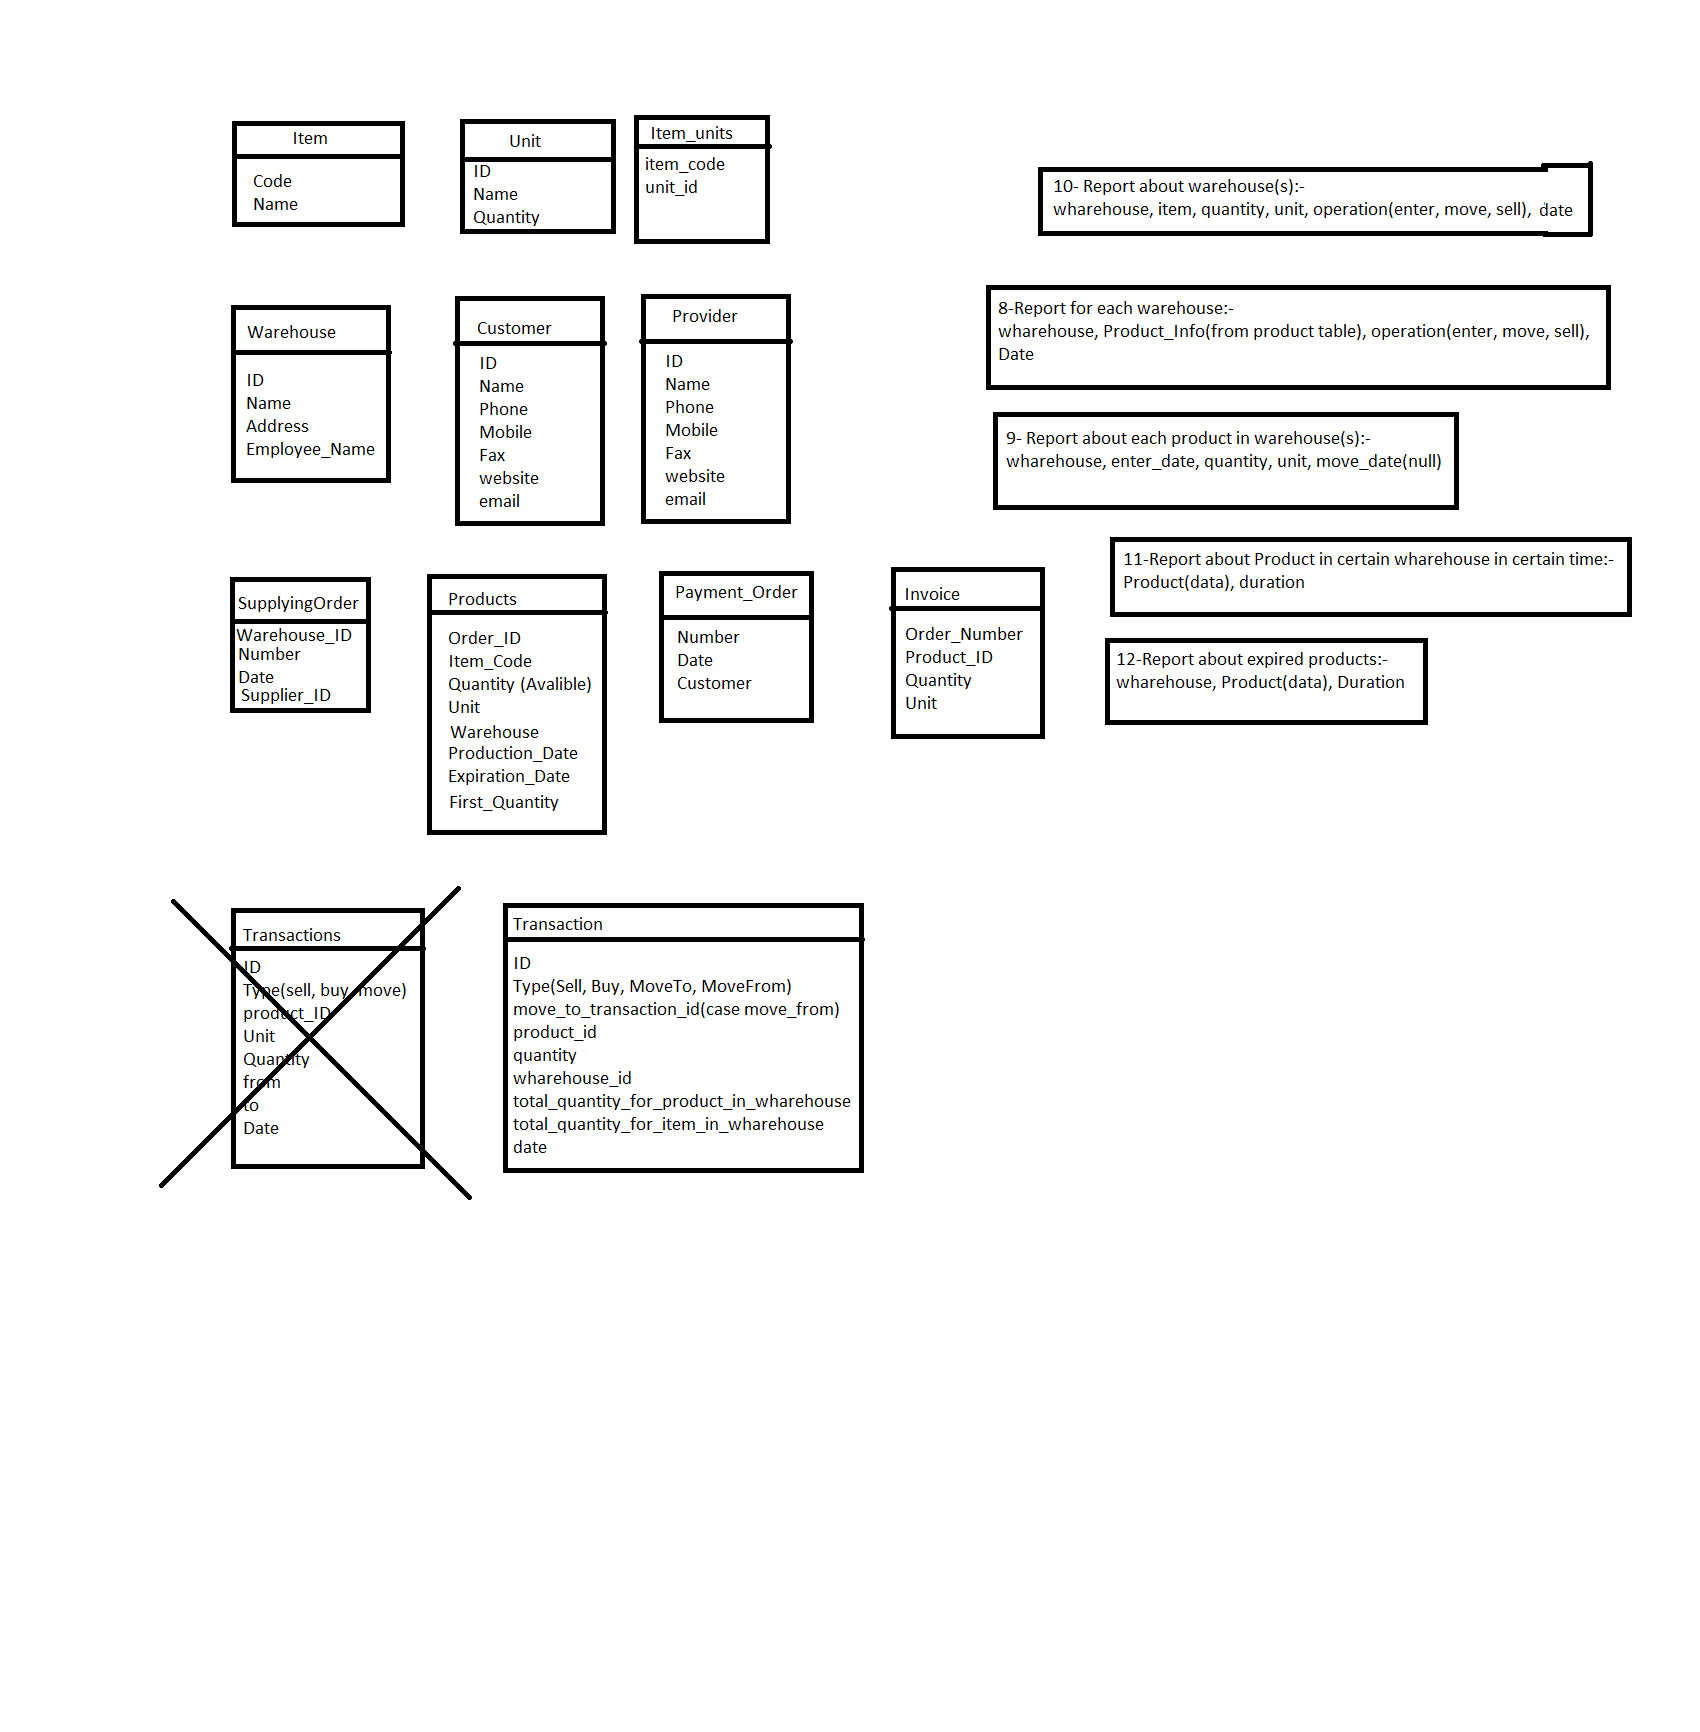 Item
Code
Name
Unit
ID
Name
Quantity
Item_units
item_code
unit_id
10- Report about warehouse(s):-
wharehouse, item, quantity, unit, operation(enter, move, sell), date
8-Report for each warehouse:-
wharehouse, Product_Info(from product table), operation(enter, move, sell),
Date
9- Report about each product in warehouse(s):-
wharehouse, enter_date, quantity, unit, move_date(null)
11-Report about Product in certain wharehouse in certain time:-
Product(data), duration
12-Report about expired products:-
wharehouse, Product(data), Duration
Warehouse
ID
Name
Address
Employee_Name
Customer
ID
Name
Phone
Mobile
Fax
website
email
Provider
ID
Name
Phone
Mobile
Fax
website
email
SupplyingOrder
Warehouse_ID
Number
Date
Supplier_ID
Products
Order_ID
Item_Code
Quantity (Avalible)
Unit
Warehouse
Production_Date
Expiration_Date
First_Quantity
Payment_Order
Number
Date
Customer
Invoice
Order_Number
Product_ID
Quantity
Unit
Transactions
ID
Type(sell, buy, move)
product_ID
Unit
Quantity
from
to
Date
Transaction
ID
Type(Sell, Buy, MoveTo, MoveFrom)
move_to_transaction_id(case move_from)
product_id
quantity
wharehouse_id
total_quantity_for_product_in_wharehouse
total_quantity_for_item_in_wharehouse
date